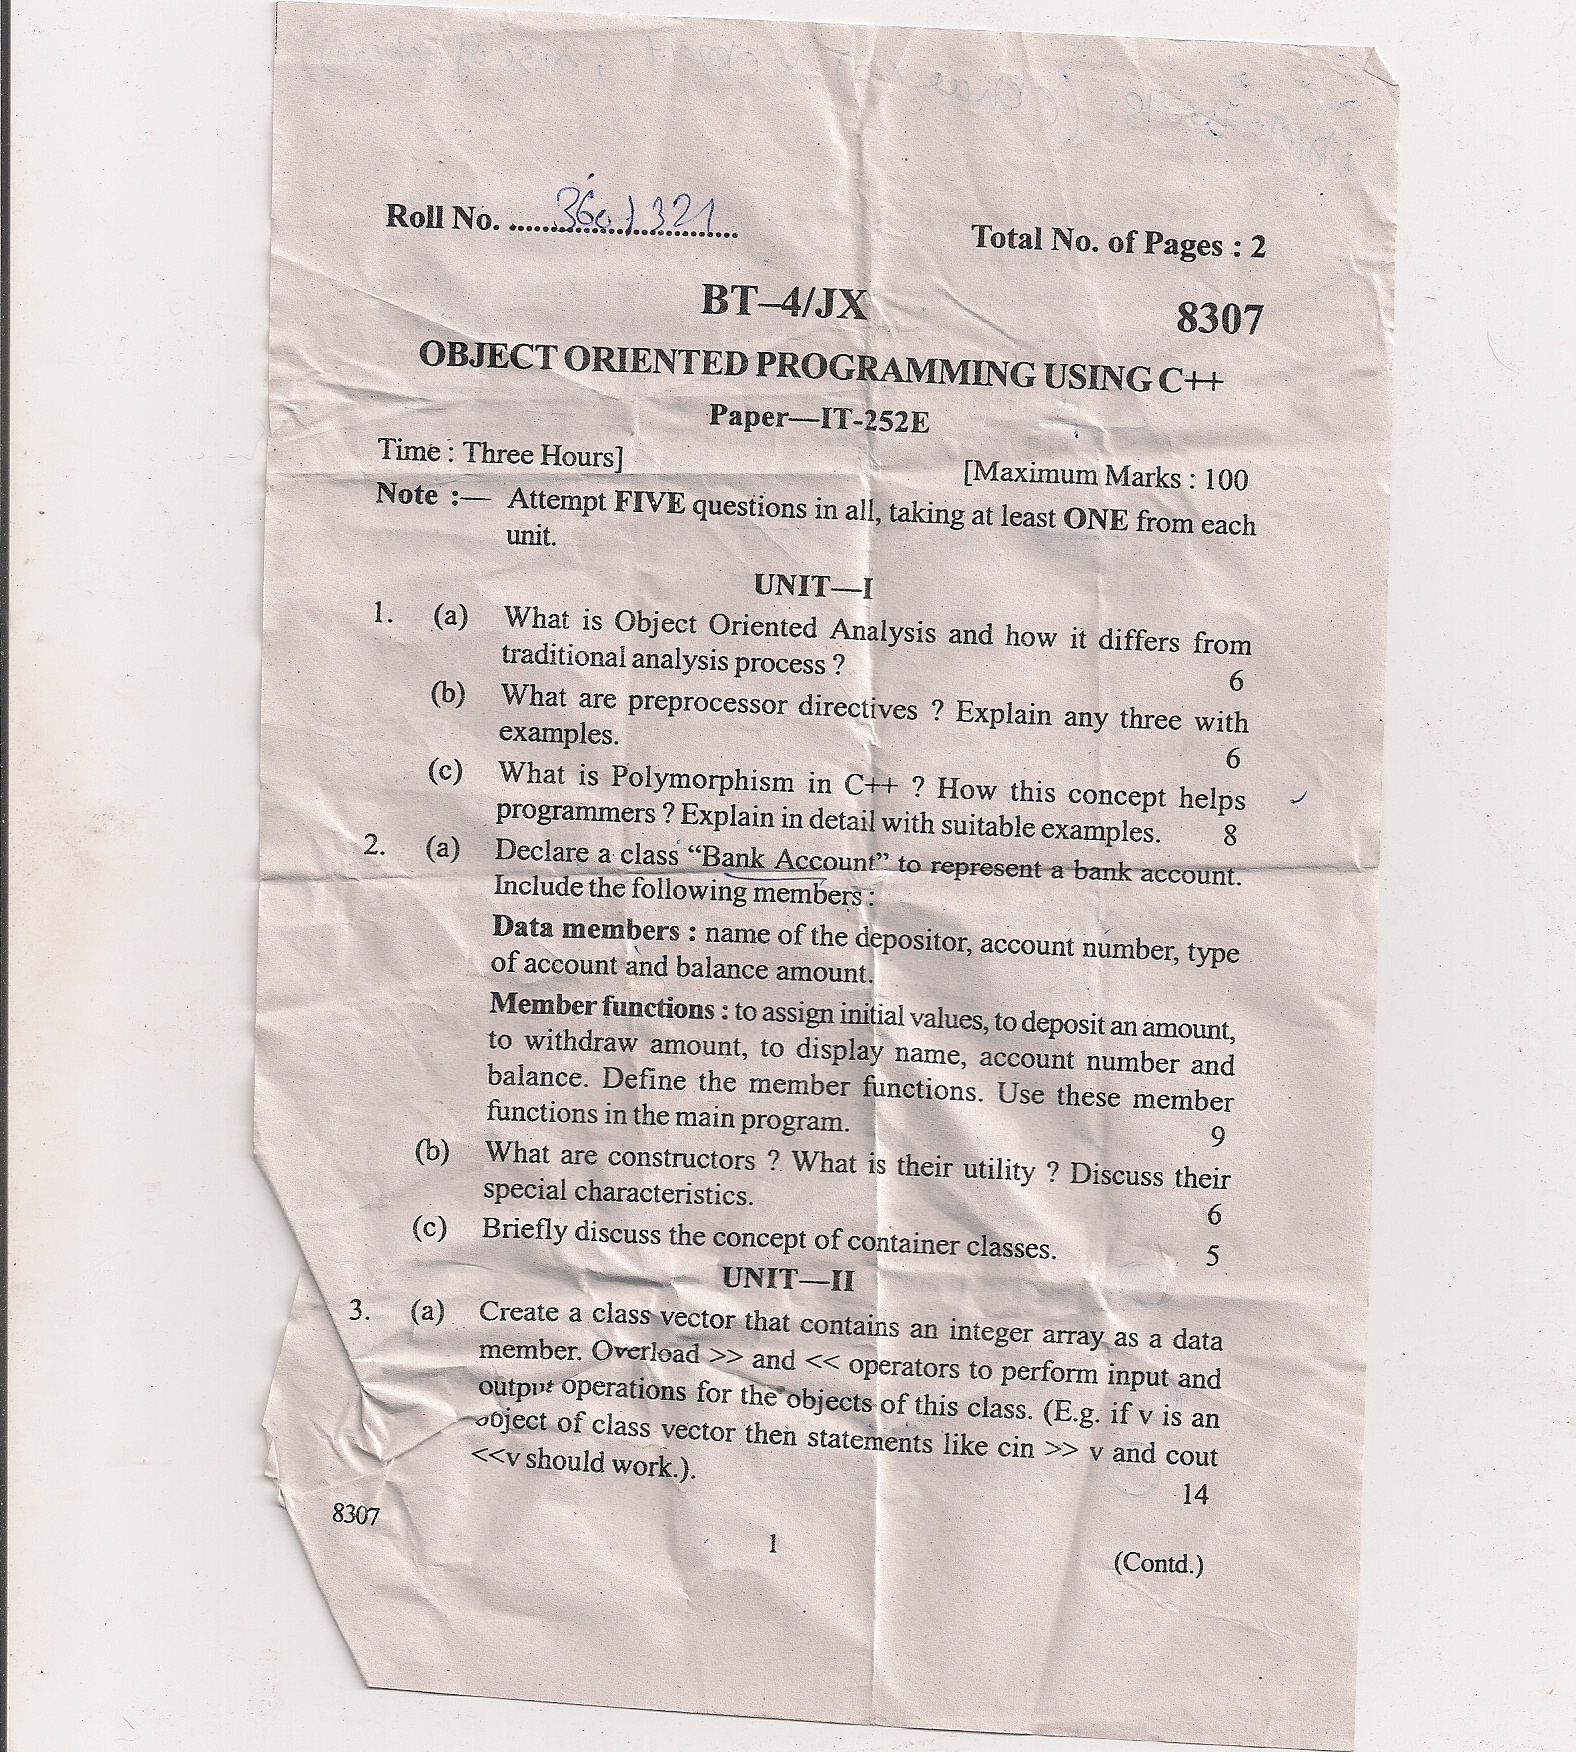 Roll No. ..............................
Total No. of Pages : 2
BT–4/JX
8307
OBJECT ORIENTED PROGRAMMING USING C++
Paper—IT-252E
Time : Three Hours]
[Maximum Marks : 100
Note :— Attempt FIVE questions in all, taking at least ONE from each
unit.
UNIT—I
1. (a) What is Object Oriented Analysis and how it differs from
traditional analysis process ? 6
(b) What are preprocessor directives ? Explain any three with
examples. 6
(c) What is Polymorphism in C++ ? How this concept helps
programmers ? Explain in detail with suitable examples. 8
2. (a) Declare a class “Bank Account” to represent a bank account.
Include the following members :
Data members : name of the depositor, account number, type
of account and balance amount.
Member functions : to assign initial values, to deposit an amount,
to withdraw amount, to display name, account number and
balance. Define the member functions. Use these member
functions in the main program. 9
(b) What are constructors ? What is their utility ? Discuss their
special characteristics. 6
(c) Briefly discuss the concept of container classes. 5
UNIT—II
3. (a) Create a class vector that contains an integer array as a data
member. Overload >> and << operators to perform input and
output operations for the objects of this class. (E.g. if v is an
object of class vector then statements like cin >> v and cout
<<v should work.). 14
8307
1
(Contd.)